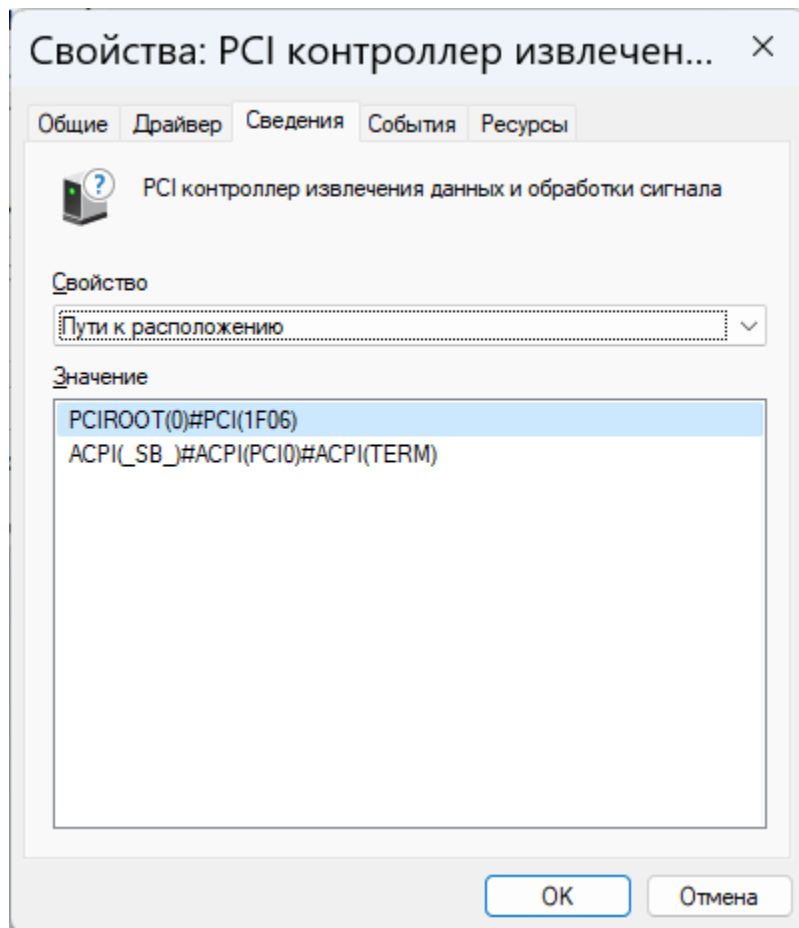 Свойства: PCI контроллер извлечен...
Общие Драйвер Сведения События Ресурсы
PCI контроллер извлечения данных и обработки сигнала
Свойство
Пути к расположению
Значение
PCIROOT(0)#PCI(1F06)
ACPI(_SB_)#ACPI(PCI0)#ACPI(TERM)
OK Отмена